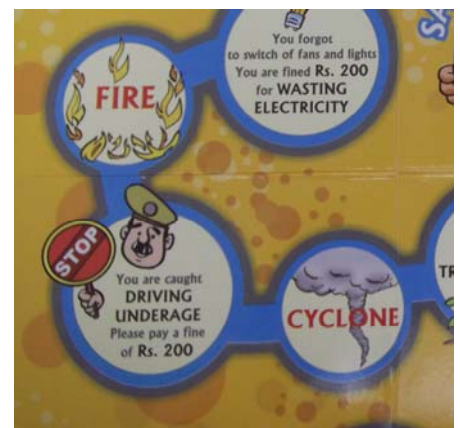 You forgot
to switch of fans and lights
You are fined Rs. 200
for WASTING
ELECTRICITY
FIRE
STOP
You are caught
DRIVING
UNDERAGE
Please pay a fine
of Rs. 200
CYCLONE